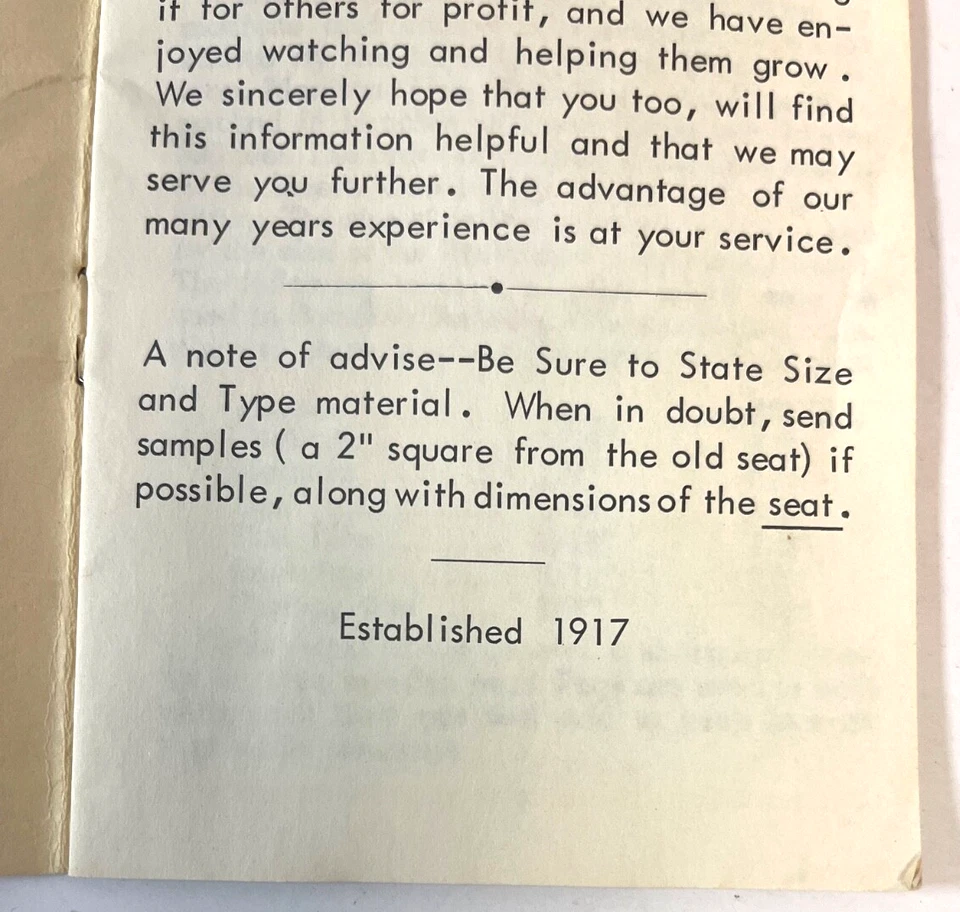 if for others for profit, and we have en-
joyed watching and helping them grow.
We sincerely hope that you too, will find
this information helpful and that we may
serve you further. The advantage of our
many years experience is at your service.
A note of advise--Be Sure to State Size
and Type material. When in doubt, send
samples ( a 2" square from the old seat) if
possible, along with dimensions of the seat.
Established 1917